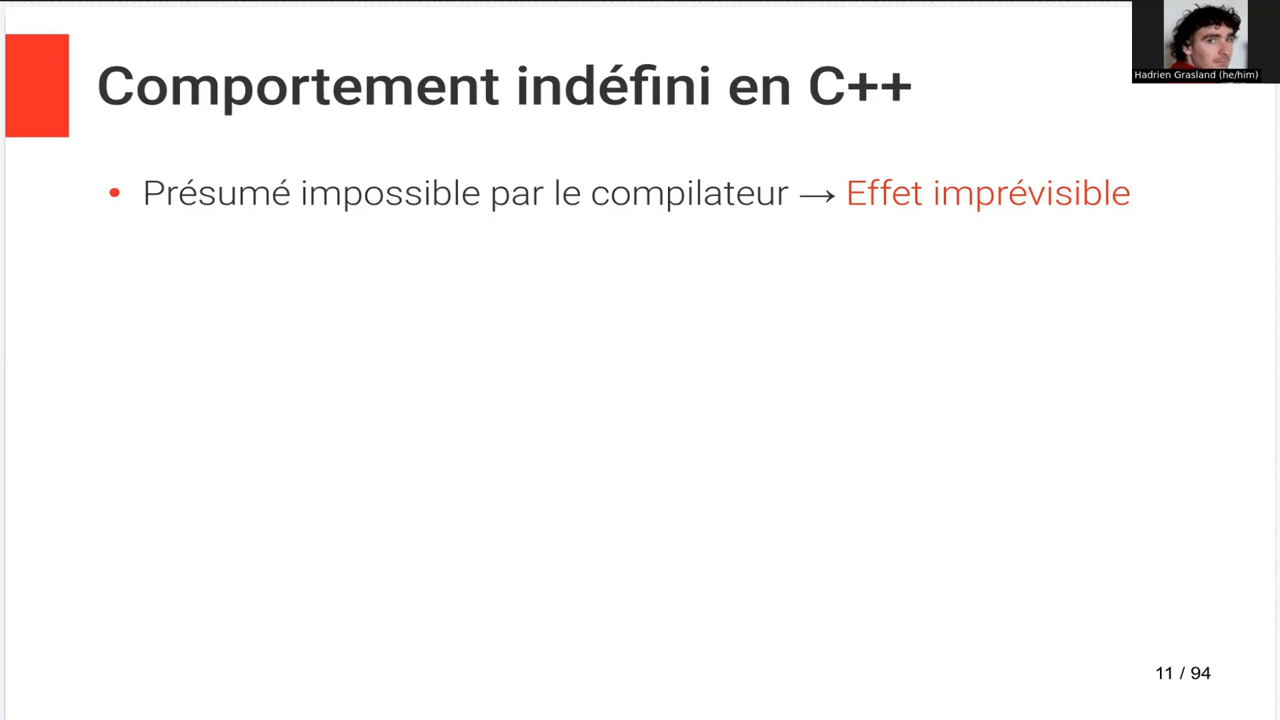 Hadrien Grasland (he/him)
Comportement indéfini en C++
• Présumé impossible par le compilateur → Effet imprévisible
11 / 94